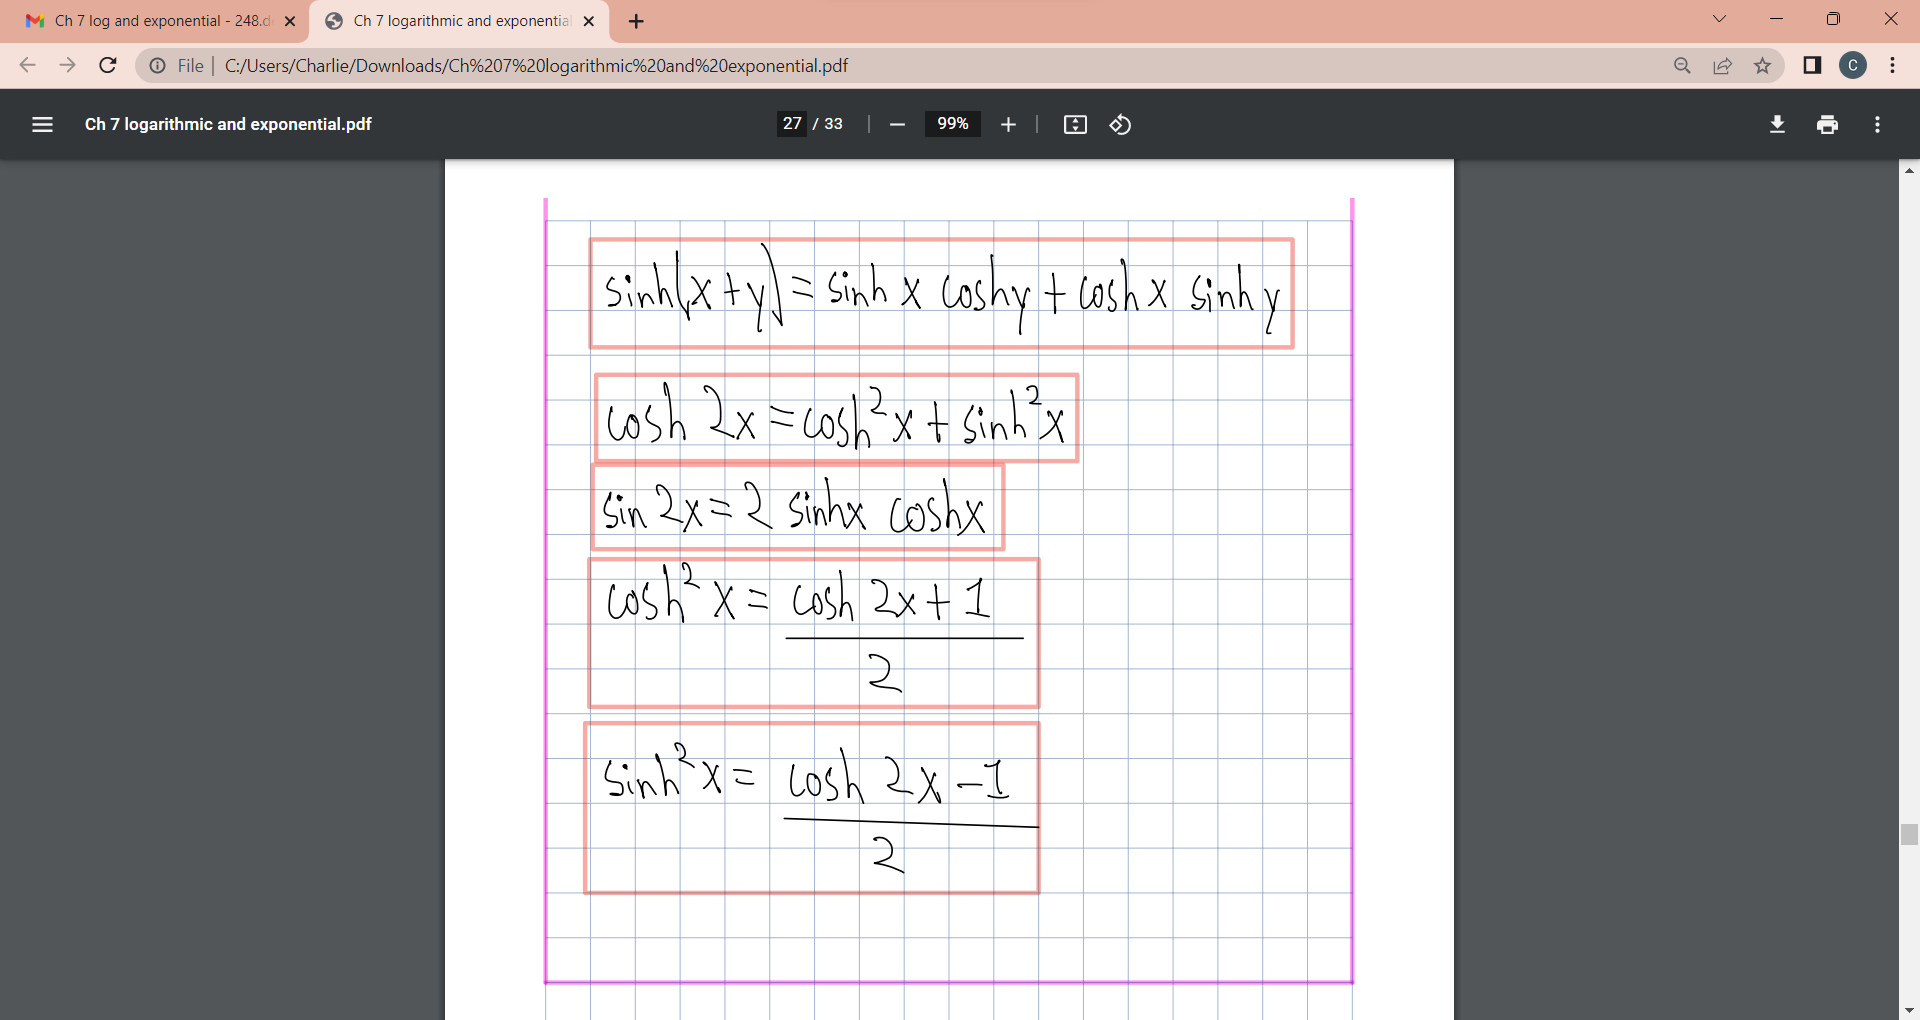 Ch 7 log and exponential - 248.d
Ch 7 logarithmic and exponentia
File | C:/Users/Charlie/Downloads/Ch%207%20logarithmic%20and%20exponential.pdf
C
Ch 7 logarithmic and exponential.pdf
27 / 33
99%
sinh(x+y) = sinh x cosh y + cosh x sinh y
cosh 2x = cosh²x + sinh²x
sin 2x = 2 sinhx coshx
cosh²x = cosh 2x + 1
2
sinh²x = cosh 2x - 1
2